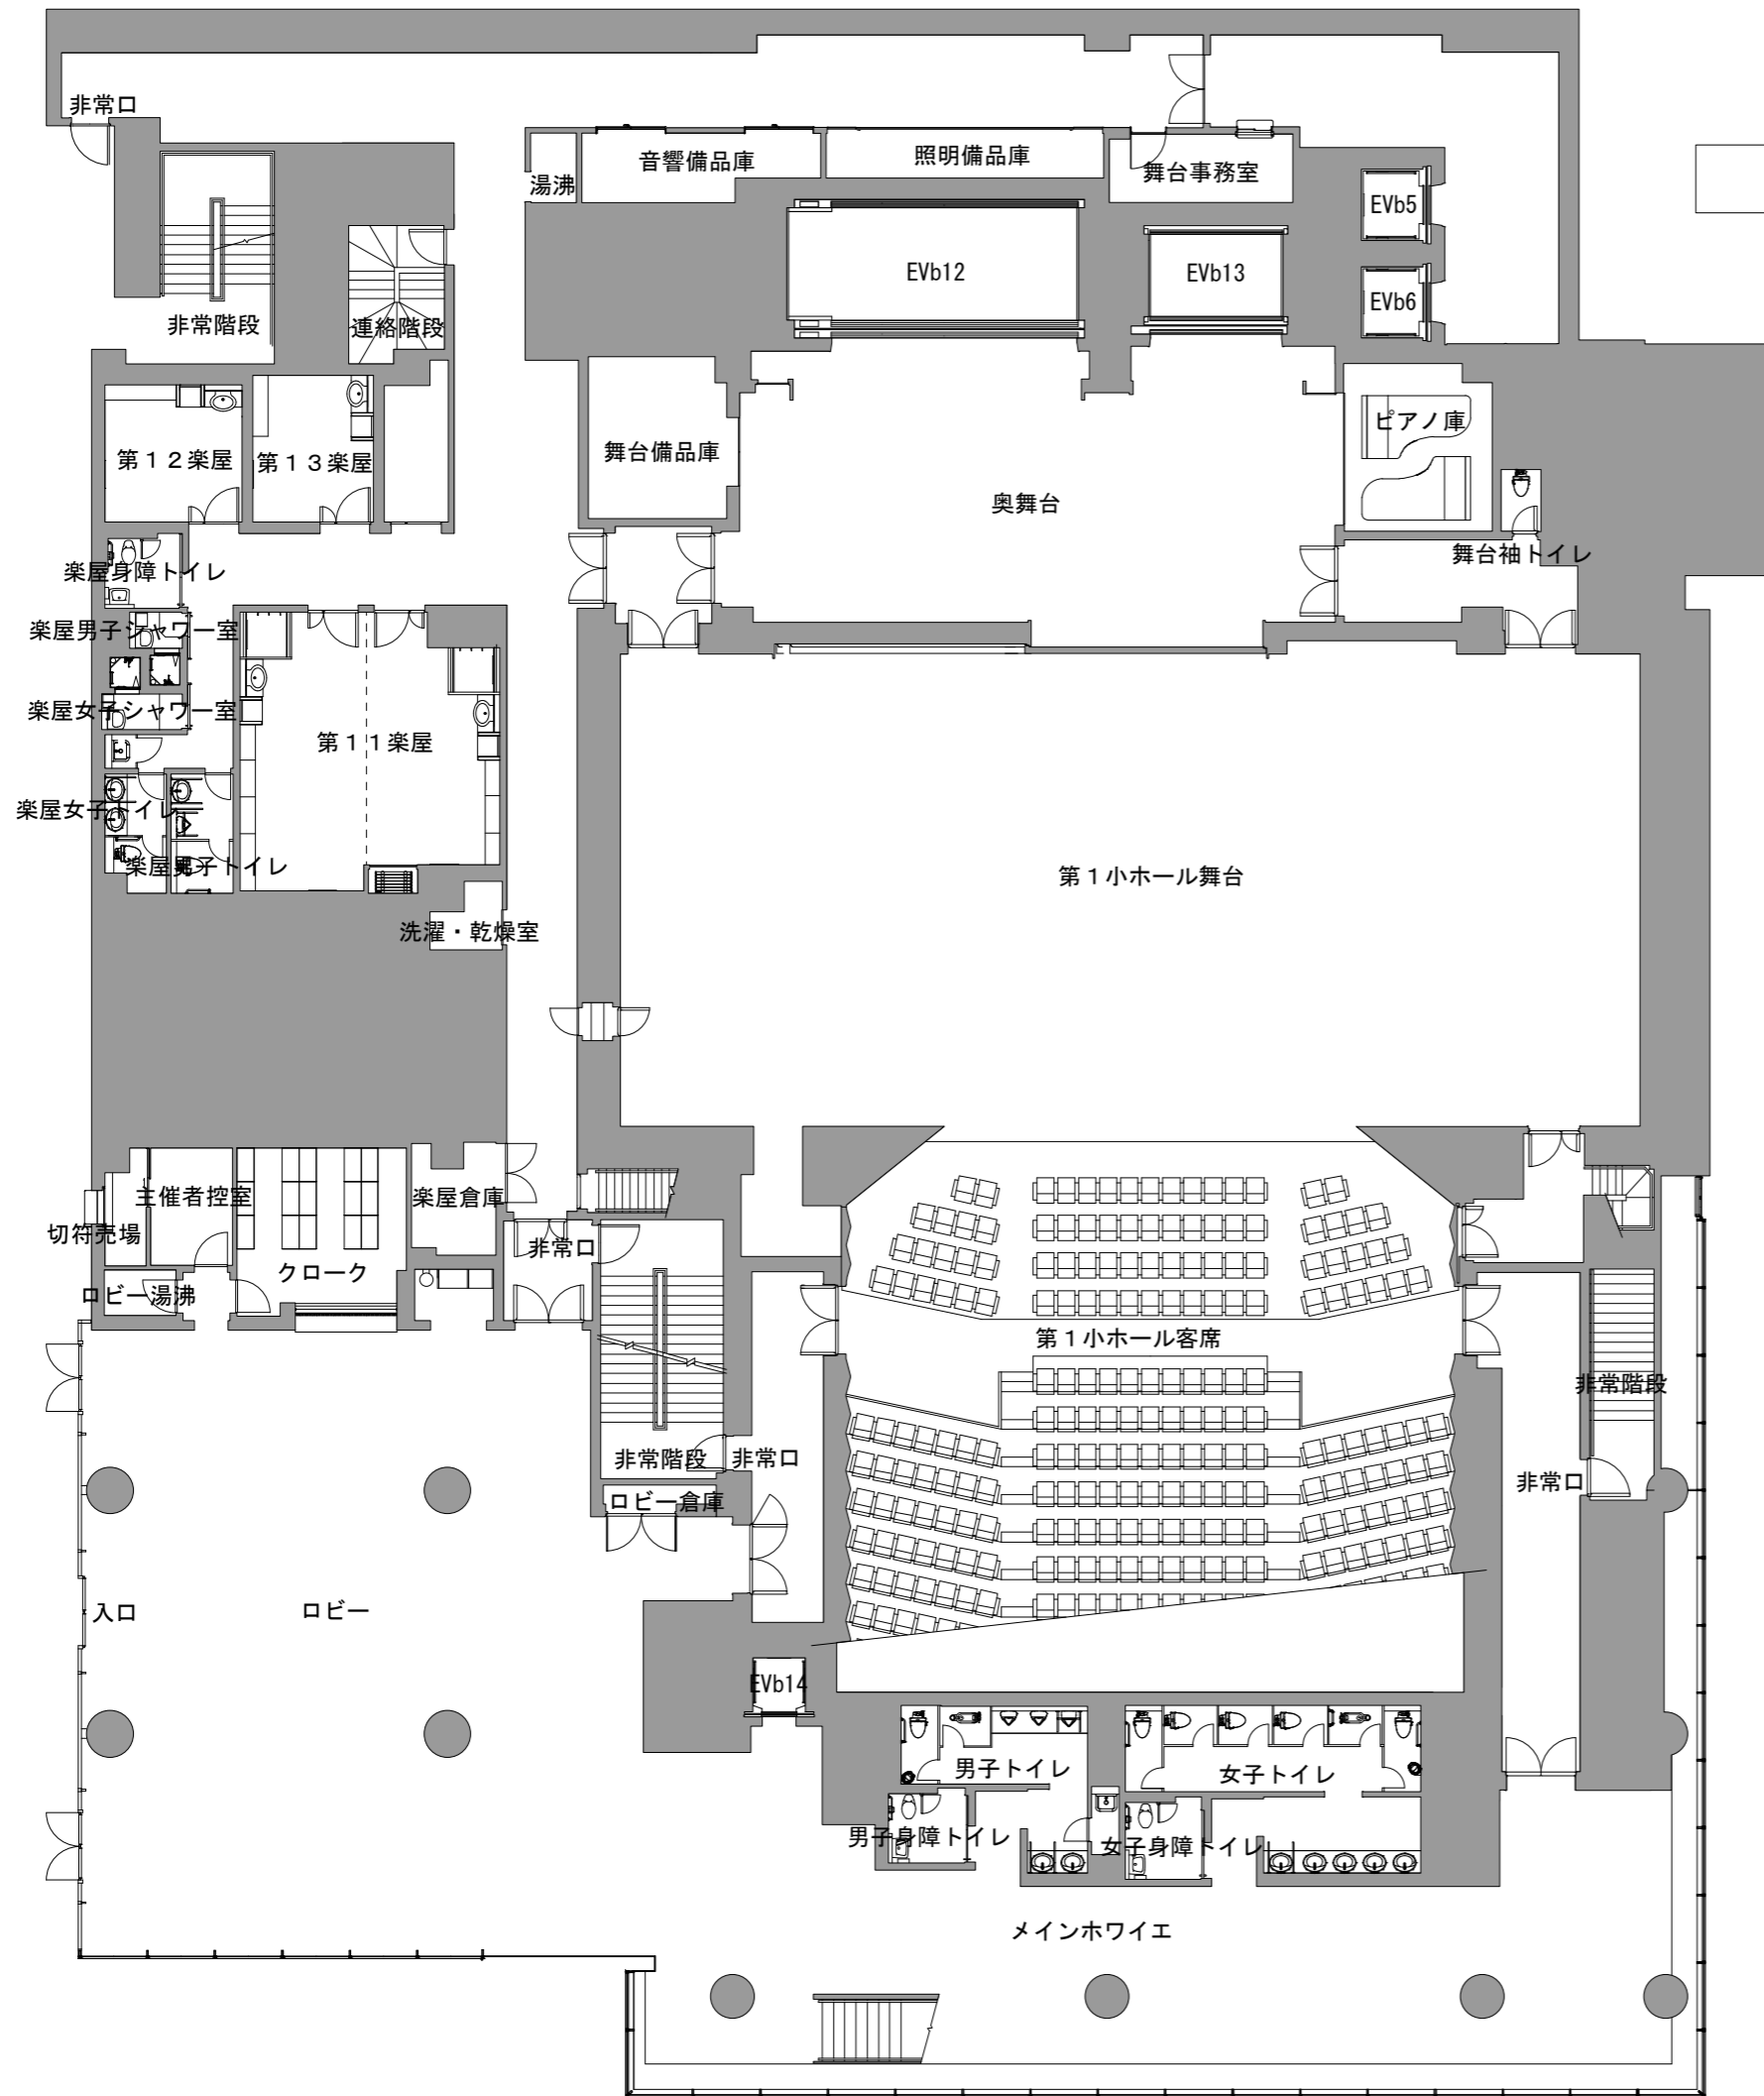 非常口
音響備品庫
照明備品庫
舞台事務室
湯沸
EVb5
EVb12
EVb13
EVb6
非常階段
連絡階段
ピアノ庫
舞台備品庫
第12楽屋
第13楽屋
奥舞台
舞台袖トイレ
楽屋身障トイレ
楽屋男子シャワー室
楽屋女子シャワー室
第11楽屋
楽屋女子トイレ
楽屋男子トイレ
第1小ホール舞台
洗濯・乾燥室
主催者控室
楽屋倉庫
切符売場
非常口
クローク
ロビー湯沸
第1小ホール客席
非常階段
非常階段
非常口
非常口
ロビー倉庫
入口
ロビー
EVb14
男子トイレ
女子トイレ
男子身障トイレ
女子身障トイレ
メインホワイエ